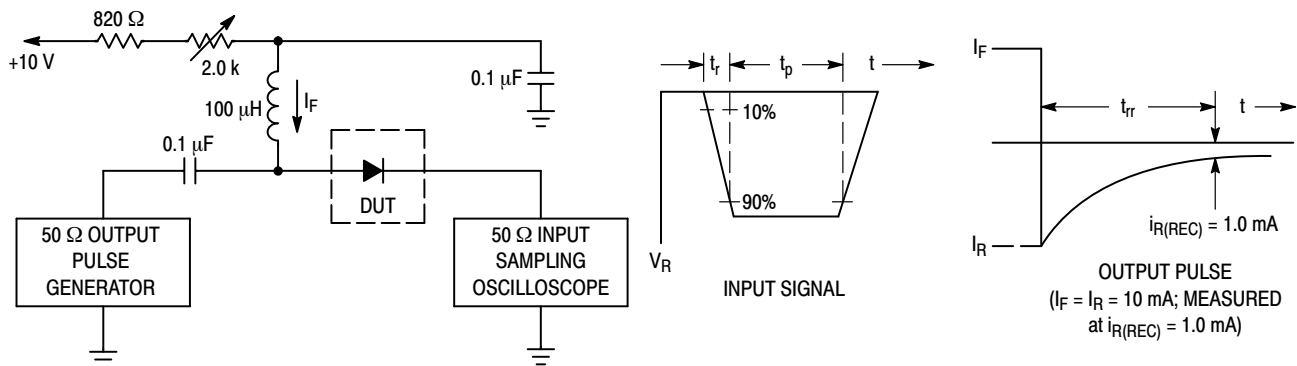 820 Ω
+10 V
2.0 k
100 μH
I_F
0.1 μF
0.1 μF
DUT
50 Ω OUTPUT
PULSE
GENERATOR
50 Ω INPUT
SAMPLING
OSCILLOSCOPE
t_r
t_p
t
10%
90%
V_R
INPUT SIGNAL
I_F
t_rr
t
I_R
i_R(REC) = 1.0 mA
OUTPUT PULSE
(I_F = I_R = 10 mA; MEASURED
at i_R(REC) = 1.0 mA)